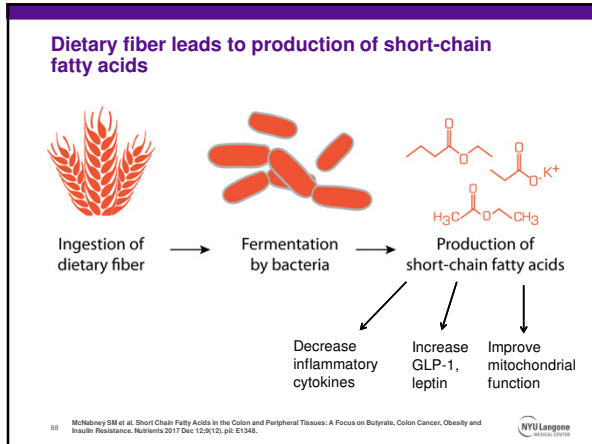 Dietary fiber leads to production of short-chain
fatty acids
O
O
O
O-K+
O
H3C
O
CH3
Ingestion of
dietary fiber
Fermentation
by bacteria
Production of
short-chain fatty acids
Decrease
inflammatory
cytokines
Increase
GLP-1,
leptin
Improve
mitochondrial
function
88
McNabney SM et al. Short Chain Fatty Acids in the Colon and Peripheral Tissues: A Focus on Butyrate, Colon Cancer, Obesity and
Insulin Resistance. Nutrients 2017 Dec 12;9(12). pii: E1348.
NYU Langone
MEDICAL CENTER